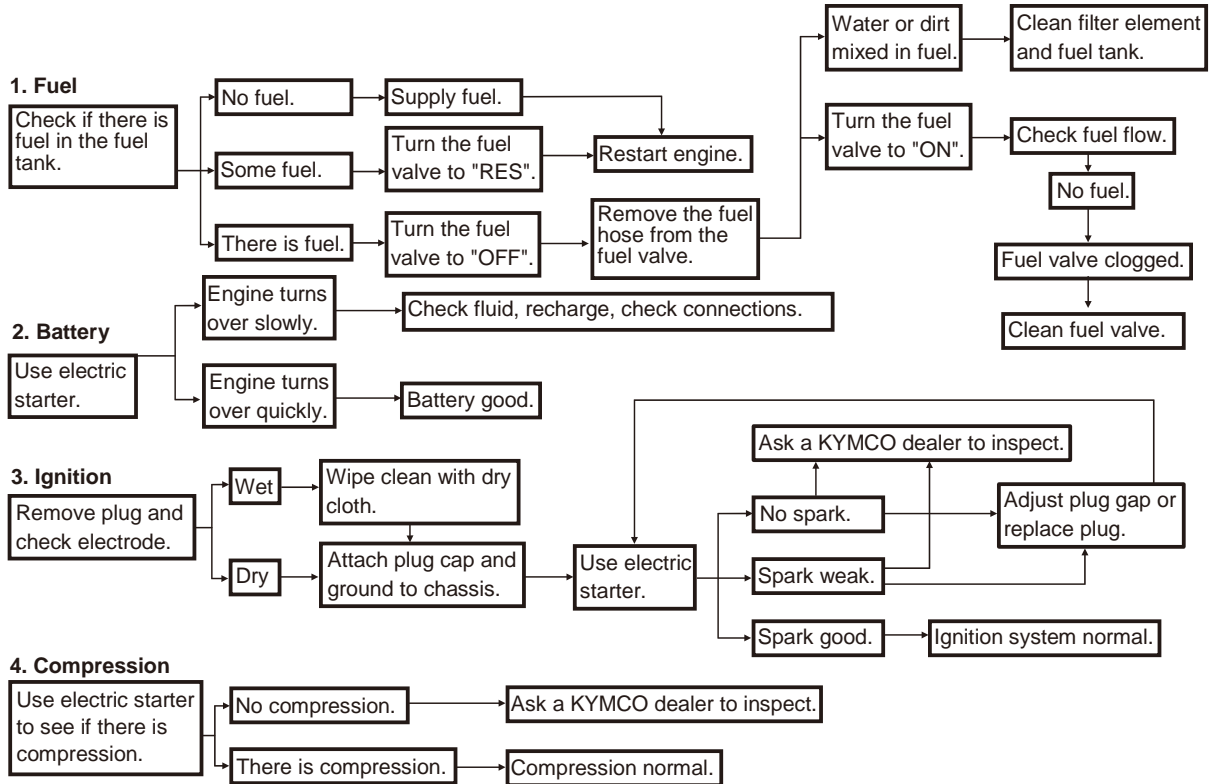 1. Fuel
Check if there is
fuel in the fuel
tank.
No fuel.
Supply fuel.
Some fuel.
Turn the fuel
valve to "RES".
Restart engine.
There is fuel.
Turn the fuel
valve to "OFF".
Remove the fuel
hose from the
fuel valve.
Water or dirt
mixed in fuel.
Clean filter element
and fuel tank.
Turn the fuel
valve to "ON".
Check fuel flow.
No fuel.
Fuel valve clogged.
Clean fuel valve.
2. Battery
Use electric
starter.
Engine turns
over slowly.
Check fluid, recharge, check connections.
Engine turns
over quickly.
Battery good.
3. Ignition
Remove plug and
check electrode.
Wet
Wipe clean with dry
cloth.
Dry
Attach plug cap and
ground to chassis.
Use electric
starter.
Ask a KYMCO dealer to inspect.
No spark.
Adjust plug gap or
replace plug.
Spark weak.
Spark good.
Ignition system normal.
4. Compression
Use electric starter
to see if there is
compression.
No compression.
Ask a KYMCO dealer to inspect.
There is compression.
Compression normal.